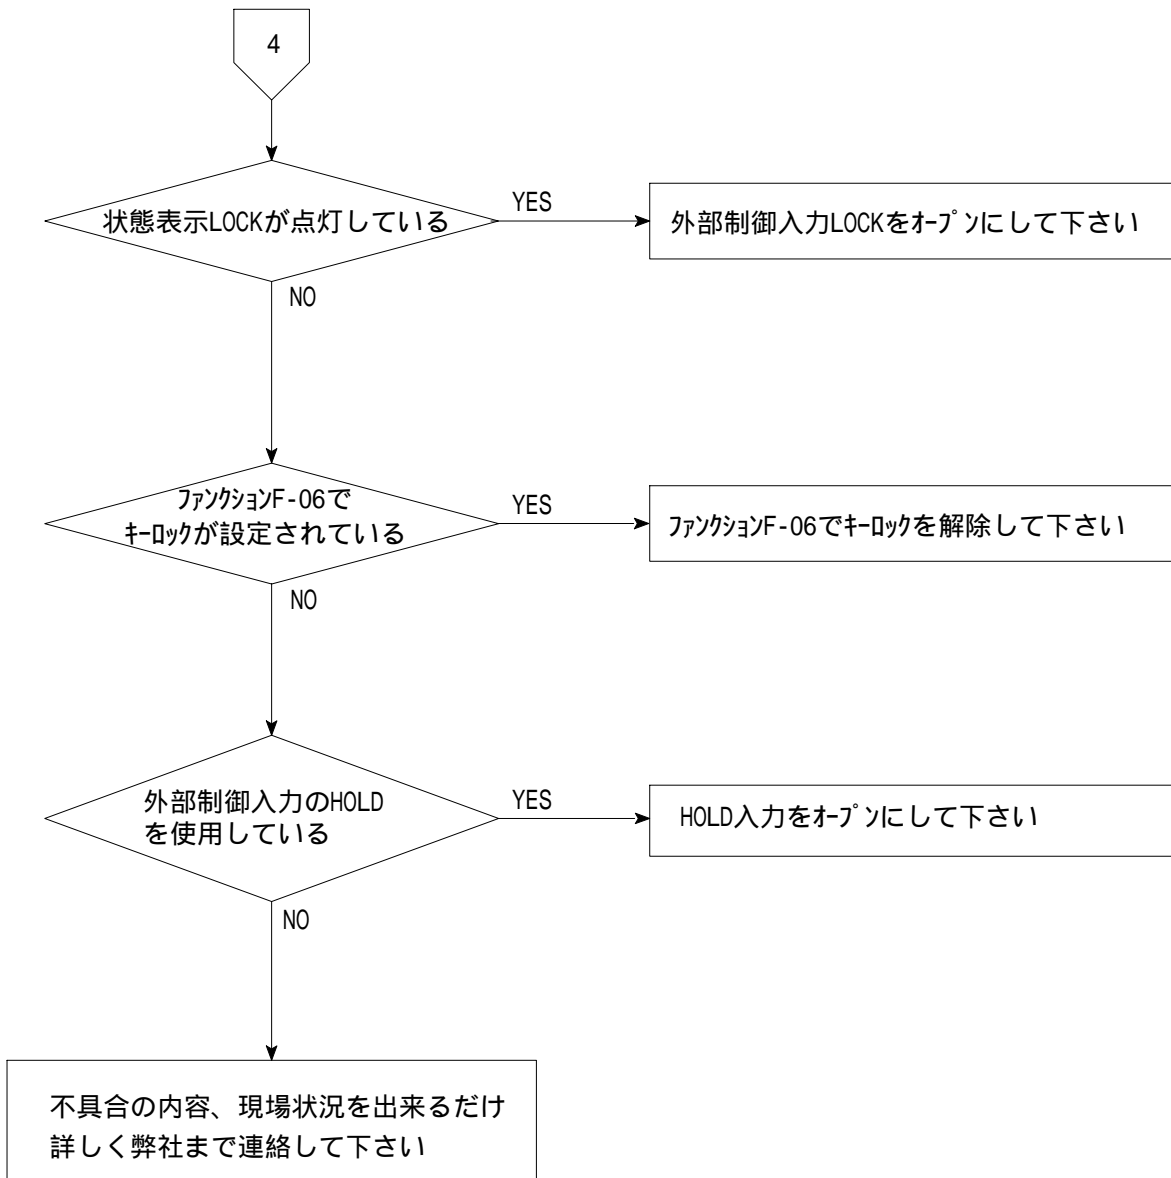 4
状態表示LOCKが点灯している
YES
外部制御入力LOCKをｵｰﾌﾟﾝにして下さい
NO
ﾌｧﾝｸｼｮﾝF-06で
ｷｰﾛｯｸが設定されている
YES
ﾌｧﾝｸｼｮﾝF-06でｷｰﾛｯｸを解除して下さい
NO
外部制御入力のHOLD
を使用している
YES
HOLD入力をｵｰﾌﾟﾝにして下さい
NO
不具合の内容、現場状況を出来るだけ
詳しく弊社まで連絡して下さい